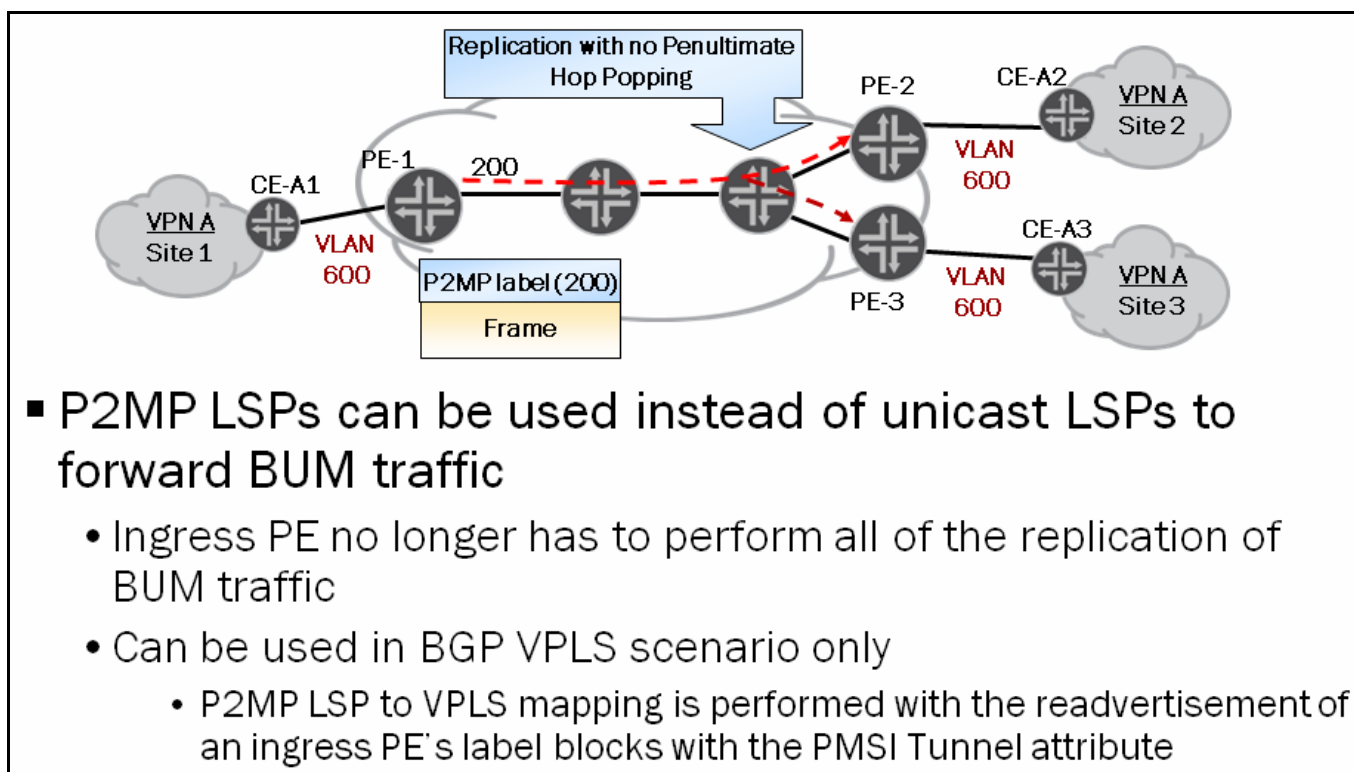 Replication with no Penultimate
Hop Popping
PE-2
CE-A2
VPN A
Site 2
VLAN
600
PE-1
200
CE-A1
VPN A
Site 1
VLAN
600
P2MP label (200)
Frame
PE-3
VLAN
600
CE-A3
VPN A
Site 3
▪ P2MP LSPs can be used instead of unicast LSPs to
forward BUM traffic
• Ingress PE no longer has to perform all of the replication of
BUM traffic
• Can be used in BGP VPLS scenario only
• P2MP LSP to VPLS mapping is performed with the readvertisement of
an ingress PE's label blocks with the PMSI Tunnel attribute